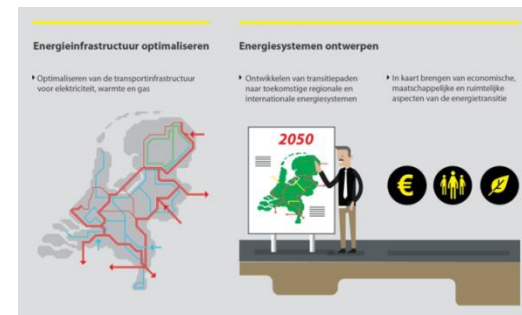 Energieinfrastructuur optimaliseren
Optimaliseren van de transportinfrastructuur
voor elektriciteit, warmte en gas
Energiesystemen ontwerpen
Ontwikkelen van transitiepaden
naar toekomstige regionale en
internationale energiesystemen
In kaart brengen van economische,
maatschappelijke en ruimtelijke
aspecten van de energietransitie
2050
€